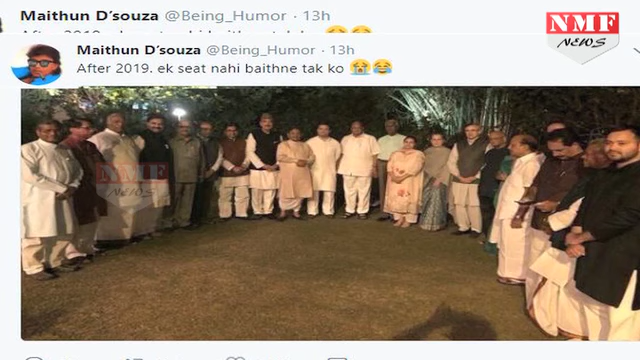 Maithun D’souza @Being_Humor · 13h
NMF
NEWS
Maithun D’souza @Being_Humor · 13h
After 2019. ek seat nahi baithne tak ko 😭😂
NMF
NEWS